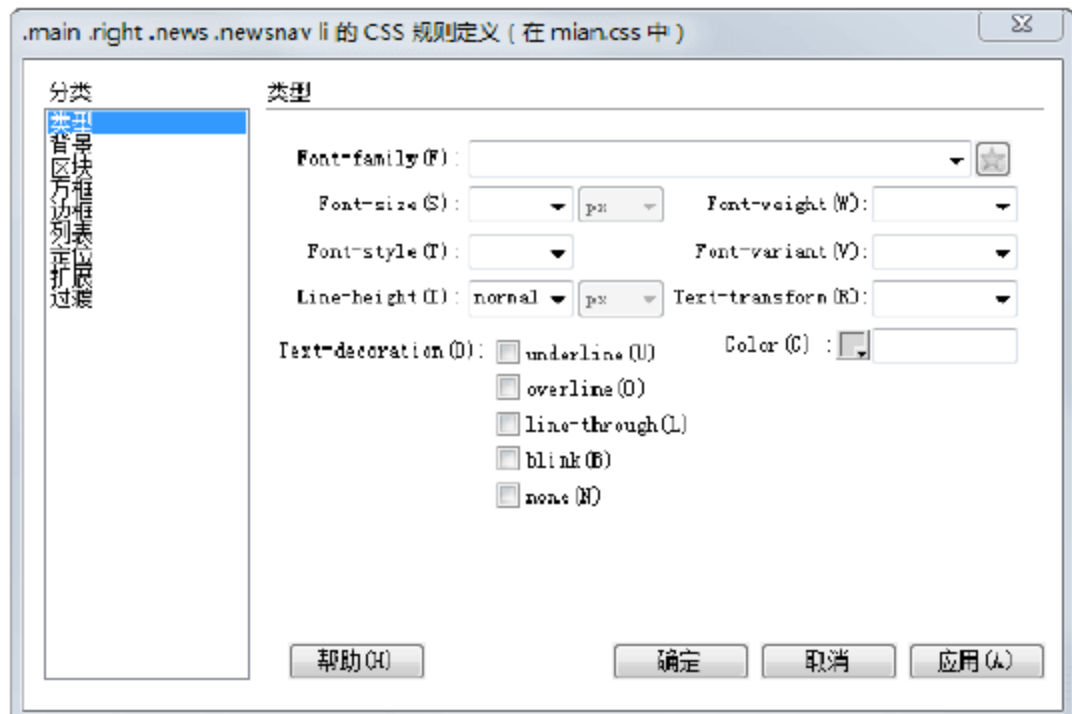 .main .right .news .newsnav li 的 CSS 规则定义 ( 在 mian.css 中 )
分类
类型
背景
区块
方框
边框
列表
定位
扩展
过渡
类型
Font-family(F):
Font-size(S): px Font-weight(W):
Font-style(T): Font-variant(V):
Line-height(I): normal px Text-transform(R):
Text-decoration(D): underline(U) Color(C) :
overline(O)
line-through(L)
blink(B)
none(N)
帮助(H) 确定 取消 应用(A)